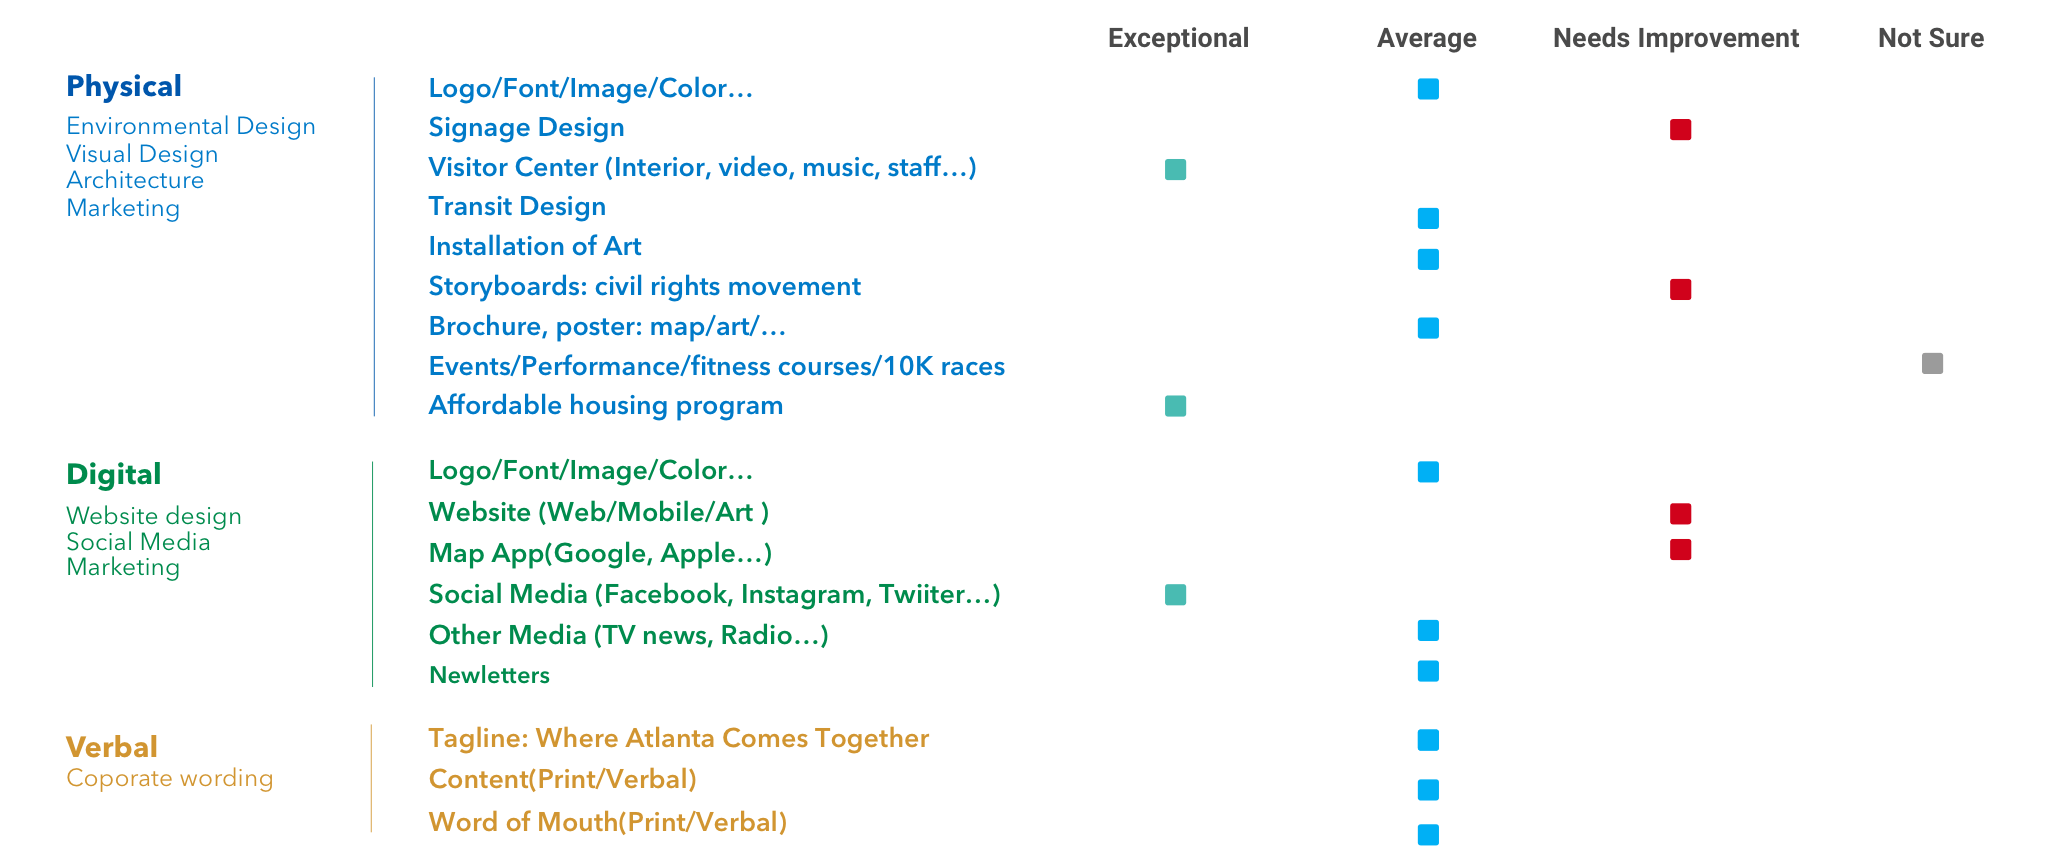 Exceptional Average Needs Improvement Not Sure
Physical
Environmental Design
Visual Design
Architecture
Marketing
Logo/Font/Image/Color...
Signage Design
Visitor Center (Interior, video, music, staff...)
Transit Design
Installation of Art
Storyboards: civil rights movement
Brochure, poster: map/art/...
Events/Performance/fitness courses/10K races
Affordable housing program
Digital
Website design
Social Media
Marketing
Logo/Font/Image/Color...
Website (Web/Mobile/Art )
Map App(Google, Apple...)
Social Media (Facebook, Instagram, Twiiter...)
Other Media (TV news, Radio...)
Newletters
Verbal
Coporate wording
Tagline: Where Atlanta Comes Together
Content(Print/Verbal)
Word of Mouth(Print/Verbal)